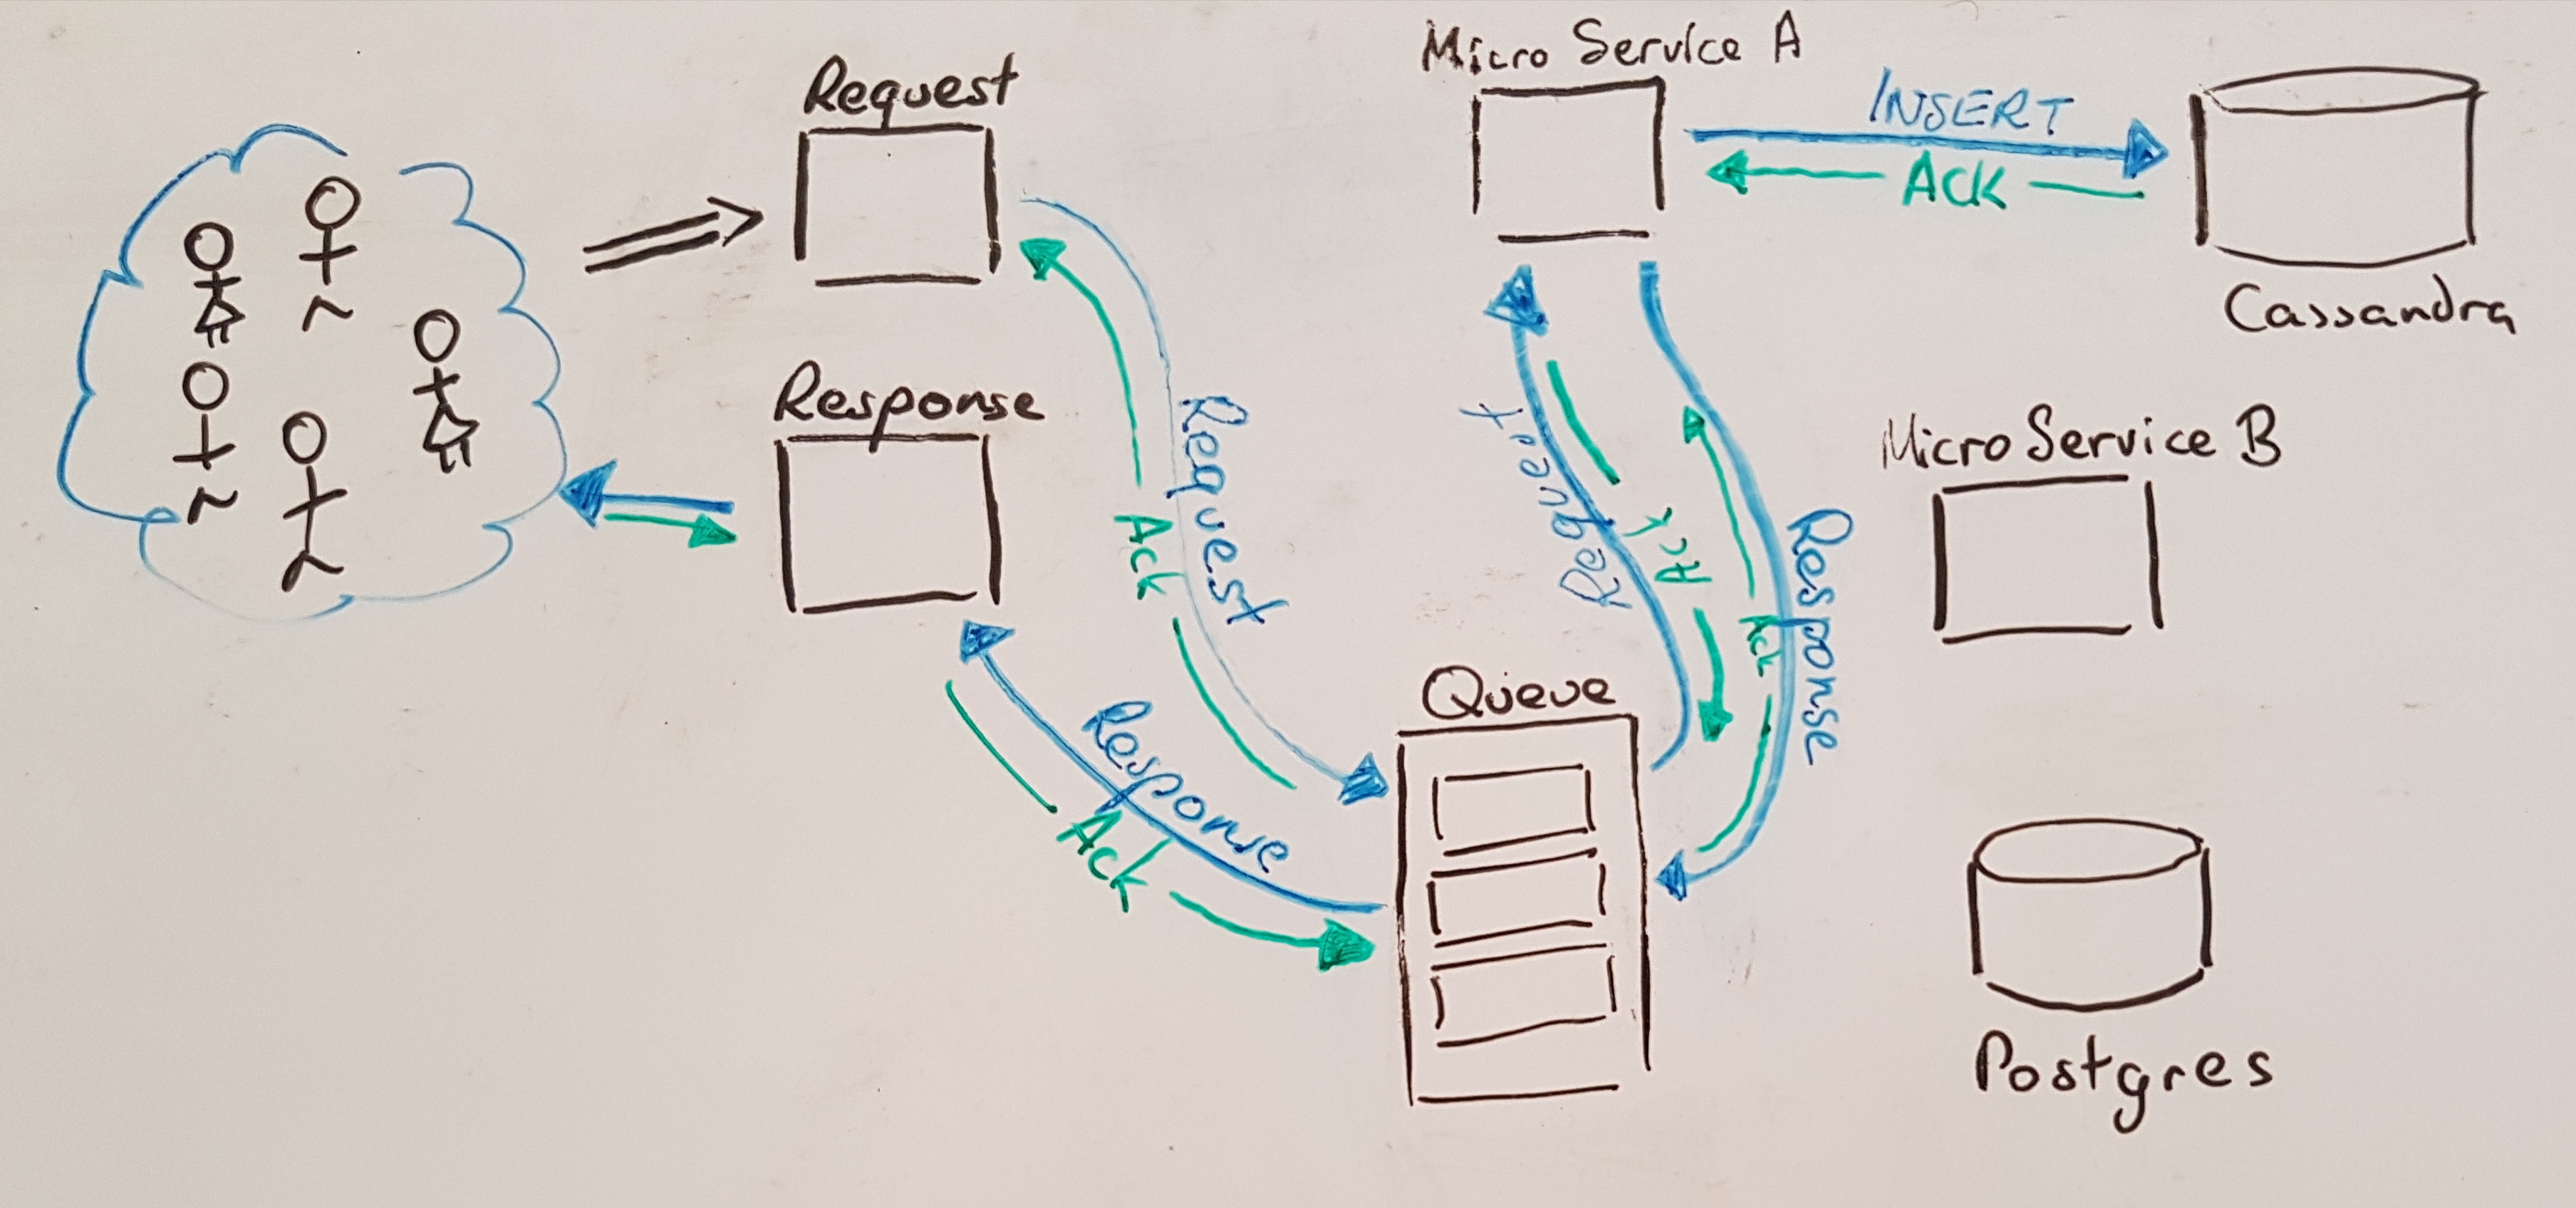 Request
Micro Service A
INSERT
Ack
Cassandra
Response
Request
Ack
Request
Ack
Response
Ack
Micro Service B
Queue
Response
Ack
Postgres